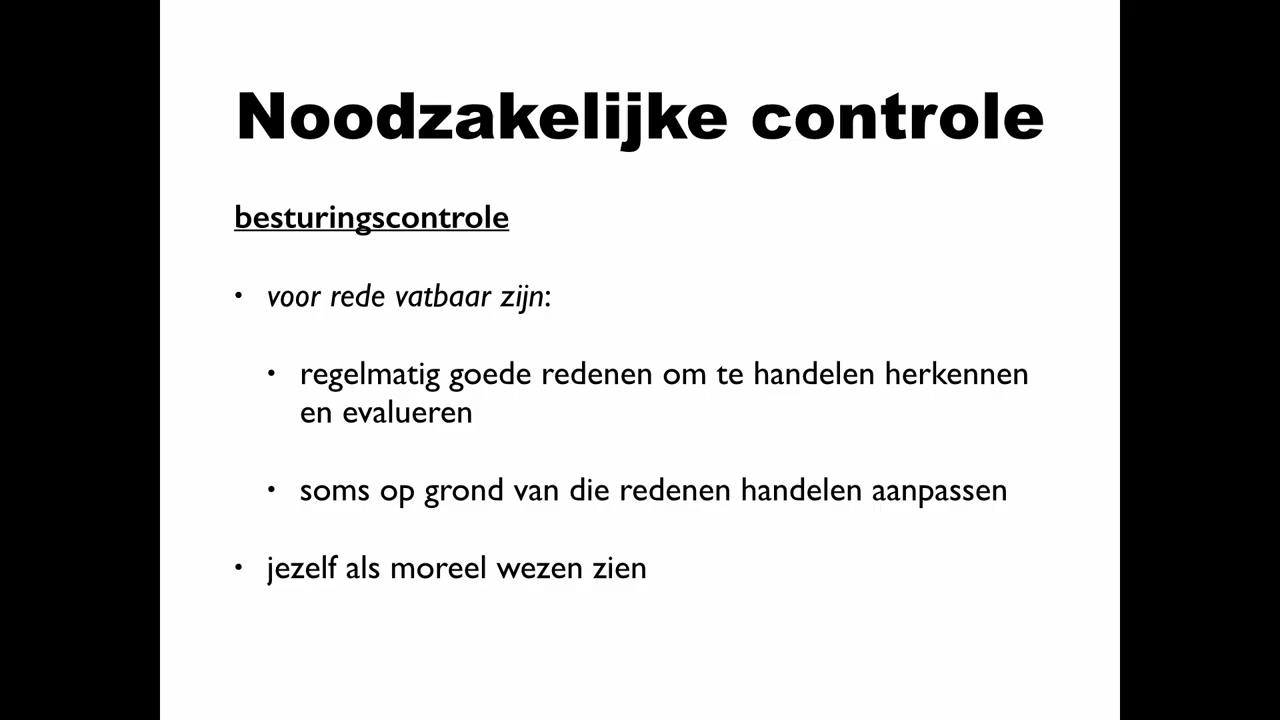 Noodzakelijke controle
besturingscontrole
• voor rede vatbaar zijn:
• regelmatig goede redenen om te handelen herkennen
en evalueren
• soms op grond van die redenen handelen aanpassen
• jezelf als moreel wezen zien